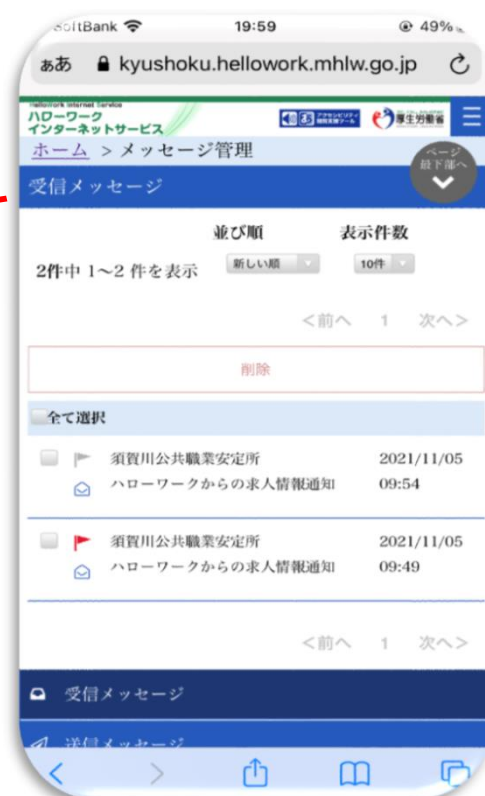 SoftBank 19:59 49%
ぁあ kyushoku.hellowork.mhlw.go.jp
HelloWork Internet Service
ハローワーク
インターネットサービス
厚生労働省
ホーム > メッセージ管理
ページ
最下部へ
受信メッセージ
並び順 表示件数
2件中 1～2 件を表示 新しい順 10件
<前へ 1 次へ>
削除
全て選択
須賀川公共職業安定所 2021/11/05
ハローワークからの求人情報通知 09:54
須賀川公共職業安定所 2021/11/05
ハローワークからの求人情報通知 09:49
<前へ 1 次へ>
受信メッセージ
送信メッセージ